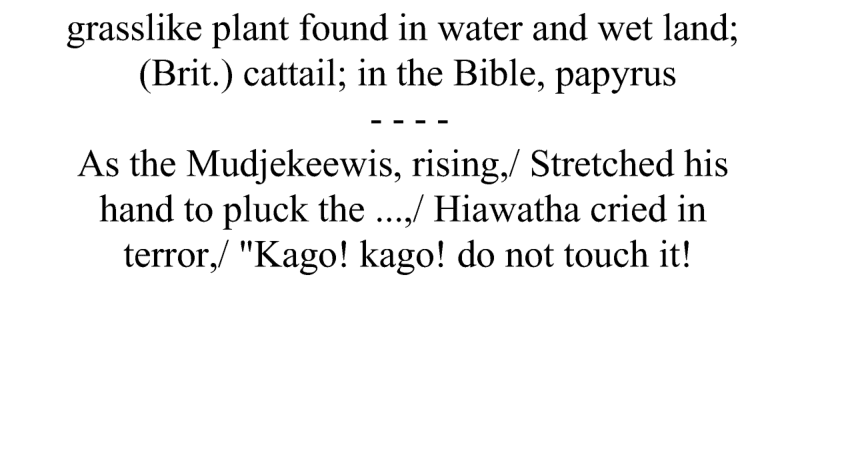 grasslike plant found in water and wet land;
(Brit.) cattail; in the Bible, papyrus
- - - -
As the Mudjekeewis, rising,/ Stretched his
hand to pluck the ...,/ Hiawatha cried in
terror,/ "Kago! kago! do not touch it!